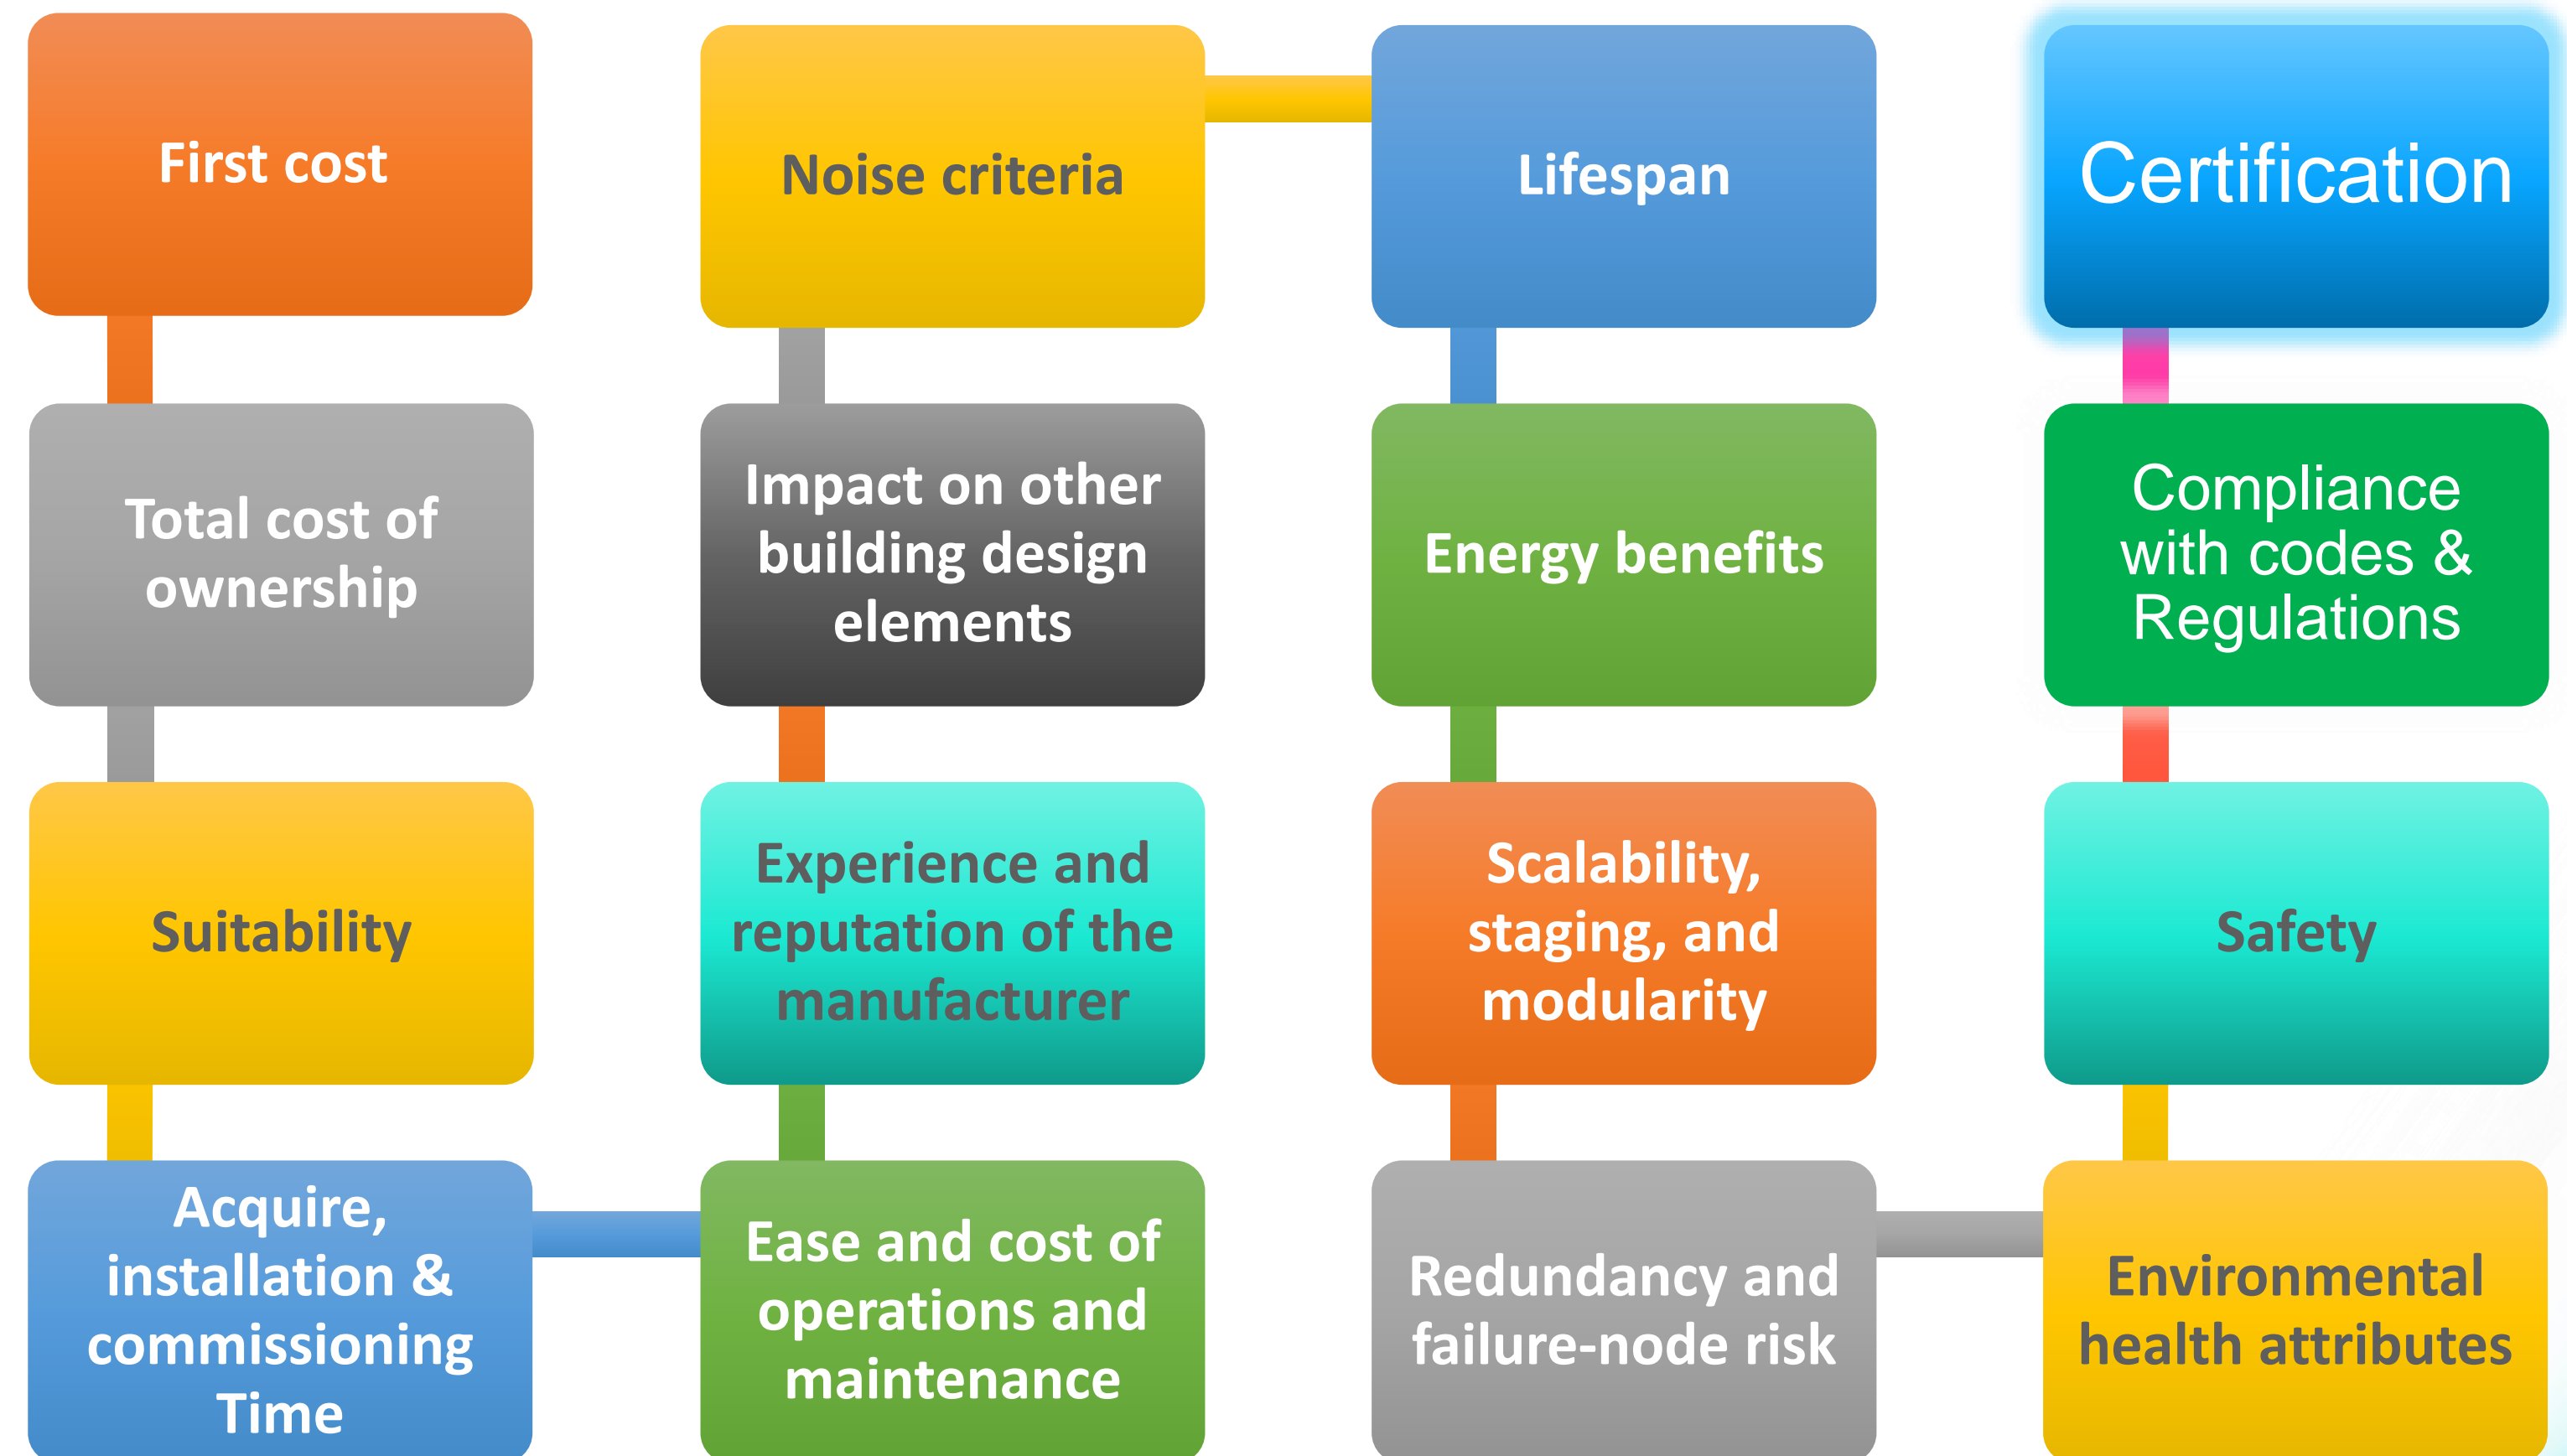 First cost
Total cost of
ownership
Suitability
Acquire,
installation &
commissioning
Time
Ease and cost of
operations and
maintenance
Experience and
reputation of the
manufacturer
Impact on other
building design
elements
Noise criteria
Lifespan
Energy benefits
Scalability,
staging, and
modularity
Redundancy and
failure-node risk
Environmental
health attributes
Safety
Compliance
with codes &
Regulations
Certification